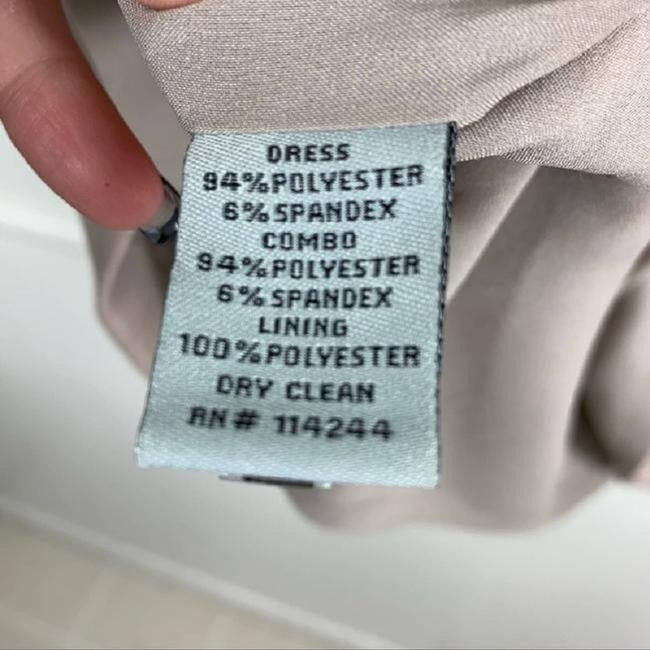 DRESS
94%POLYESTER
6%SPANDEX
COMBO
94%POLYESTER
6%SPANDEX
LINING
100%POLYESTER
DRY CLEAN
RN# 114244